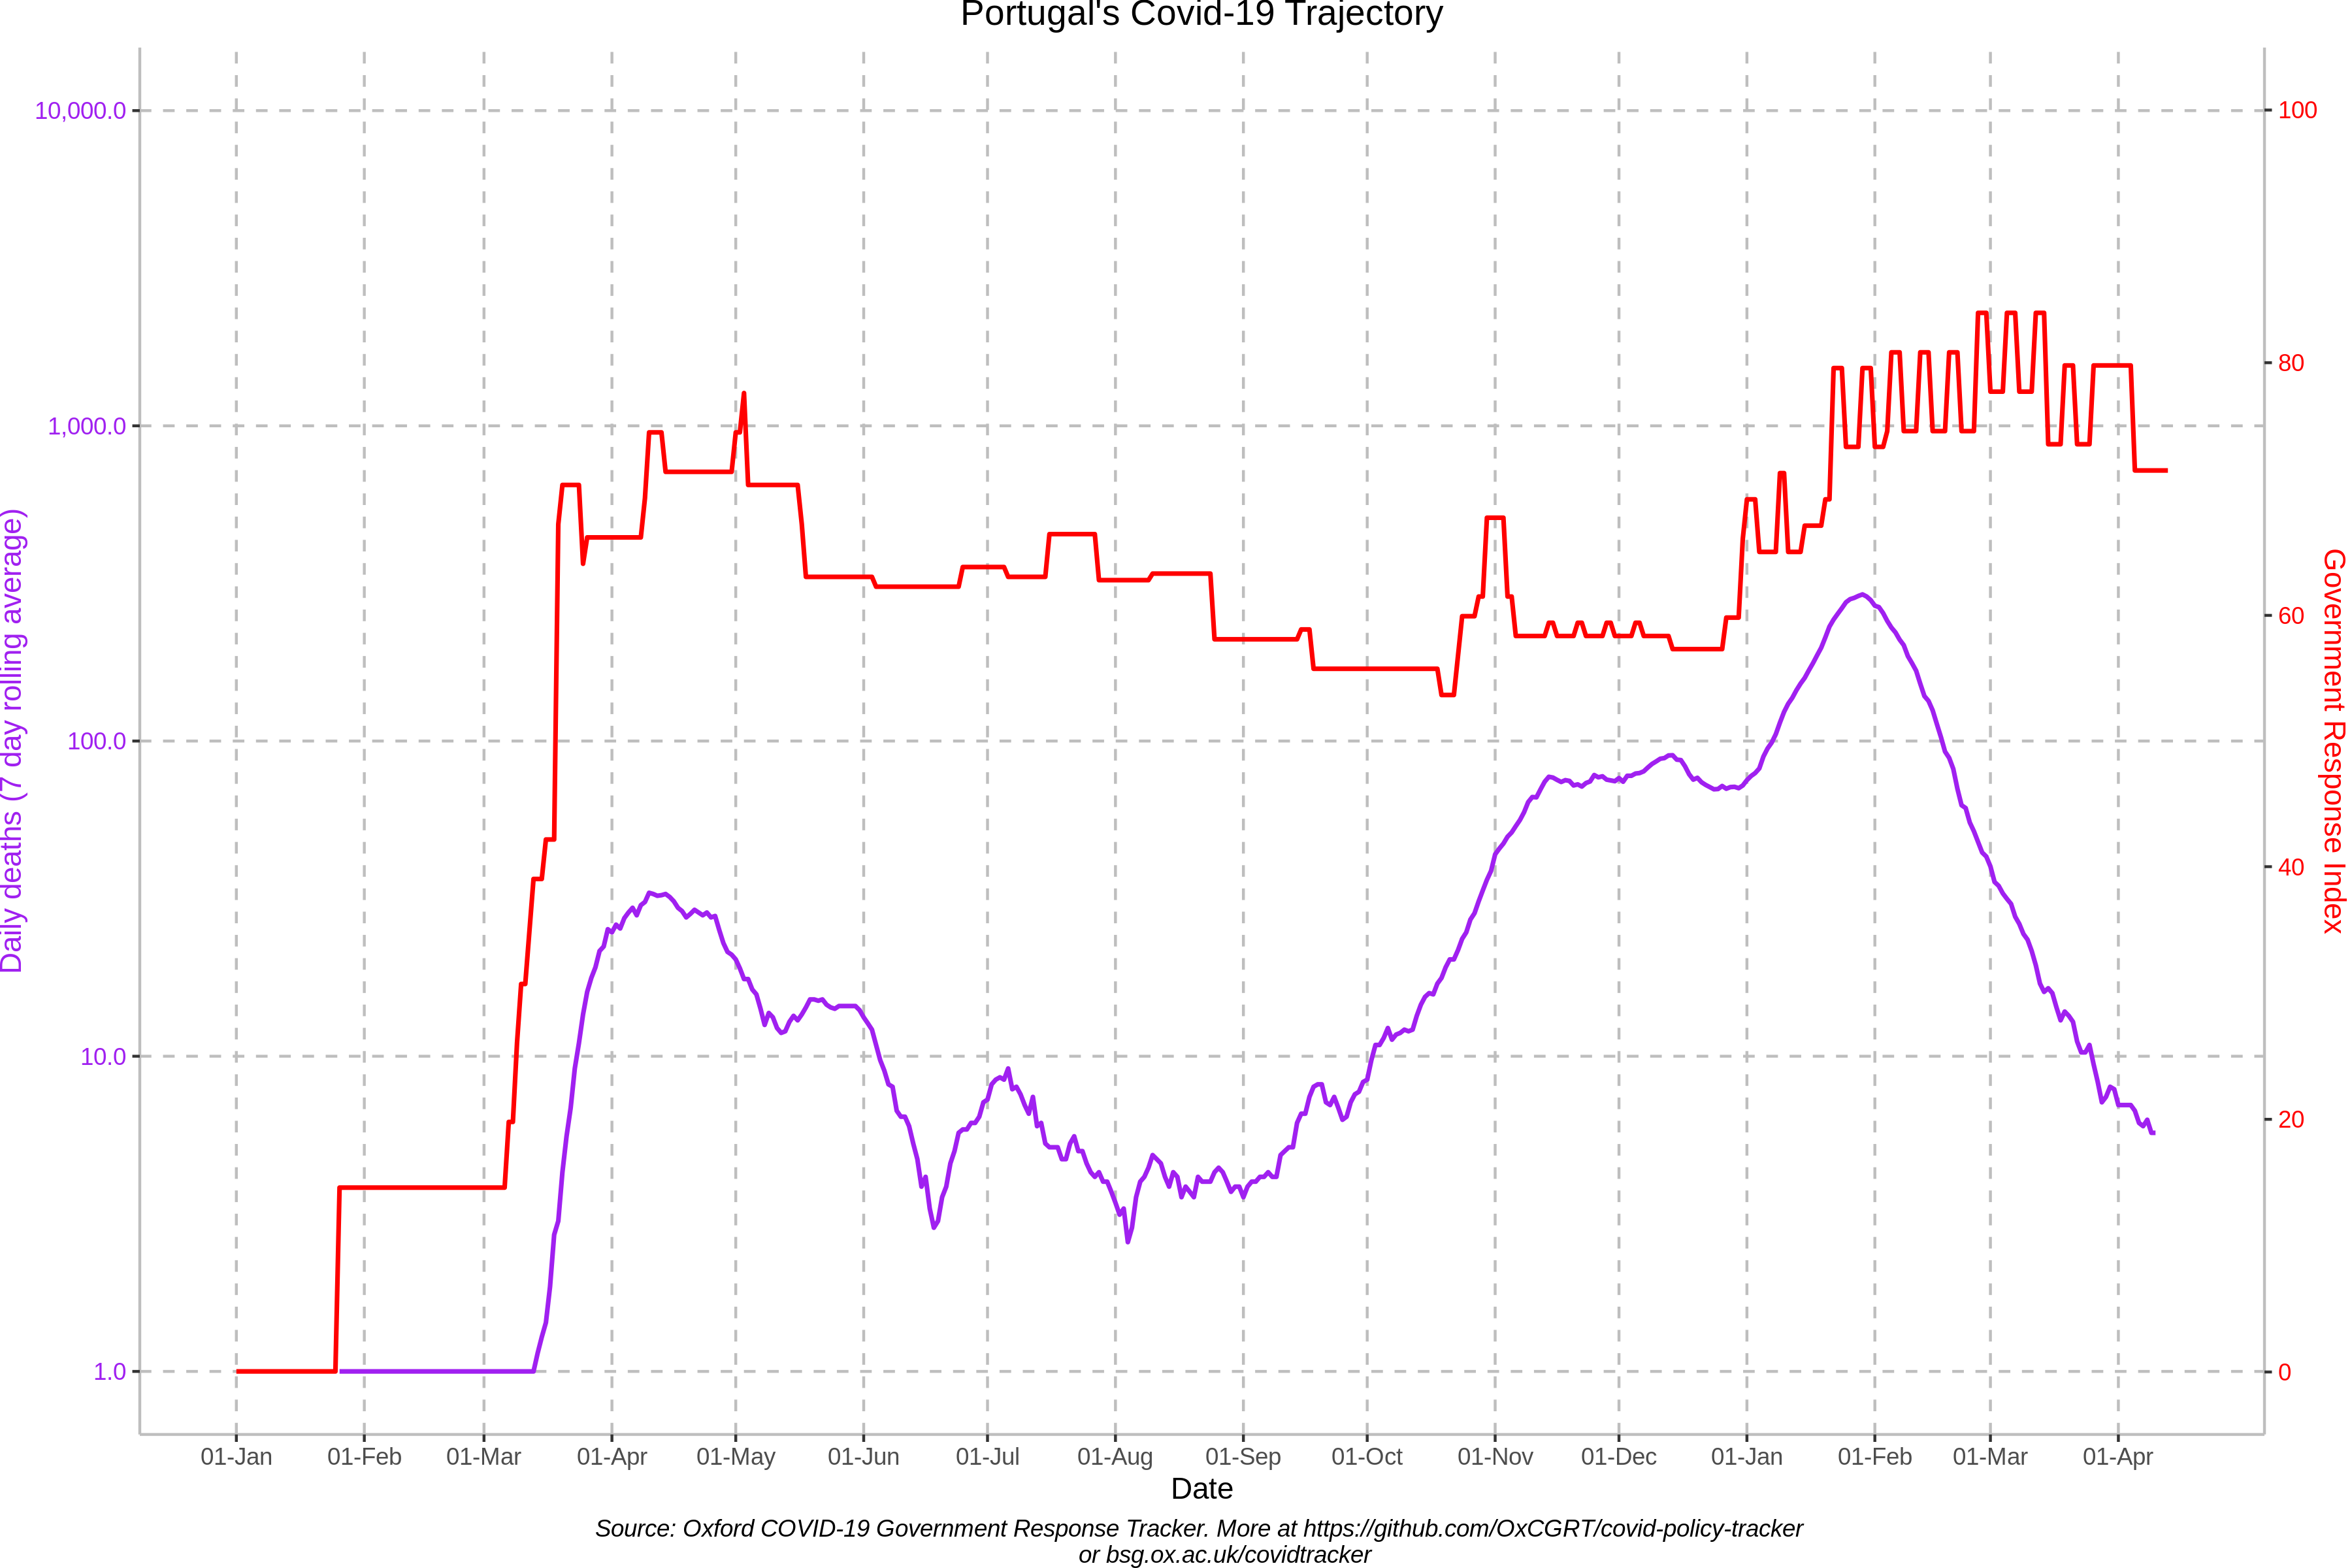 Portugal's Covid-19 Trajectory
10,000.0
1,000.0
100.0
10.0
1.0
Daily deaths (7 day rolling average)
100
80
60
40
20
0
Government Response Index
01-Jan 01-Feb 01-Mar 01-Apr 01-May 01-Jun 01-Jul 01-Aug 01-Sep 01-Oct 01-Nov 01-Dec 01-Jan 01-Feb 01-Mar 01-Apr
Date
Source: Oxford COVID-19 Government Response Tracker. More at https://github.com/OxCGRT/covid-policy-tracker
or bsg.ox.ac.uk/covidtracker